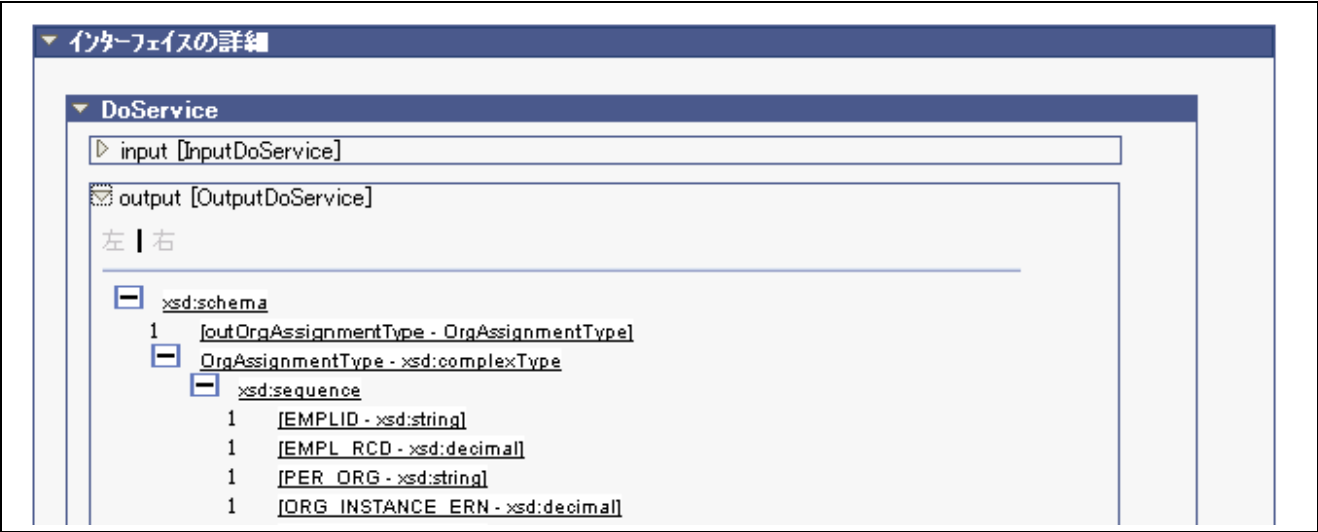 インターフェイスの詳細
DoService
input [InputDoService]
output [OutputDoService]
左 | 右
xsd:schema
1 [outOrgAssignmentType - OrgAssignmentType]
OrgAssignmentType - xsd:complexType
xsd:sequence
1 [EMPLID - xsd:string]
1 [EMPL_RCD - xsd:decimal]
1 [PER_ORG - xsd:string]
1 [ORG_INSTANCE_ERN - xsd:decimal]